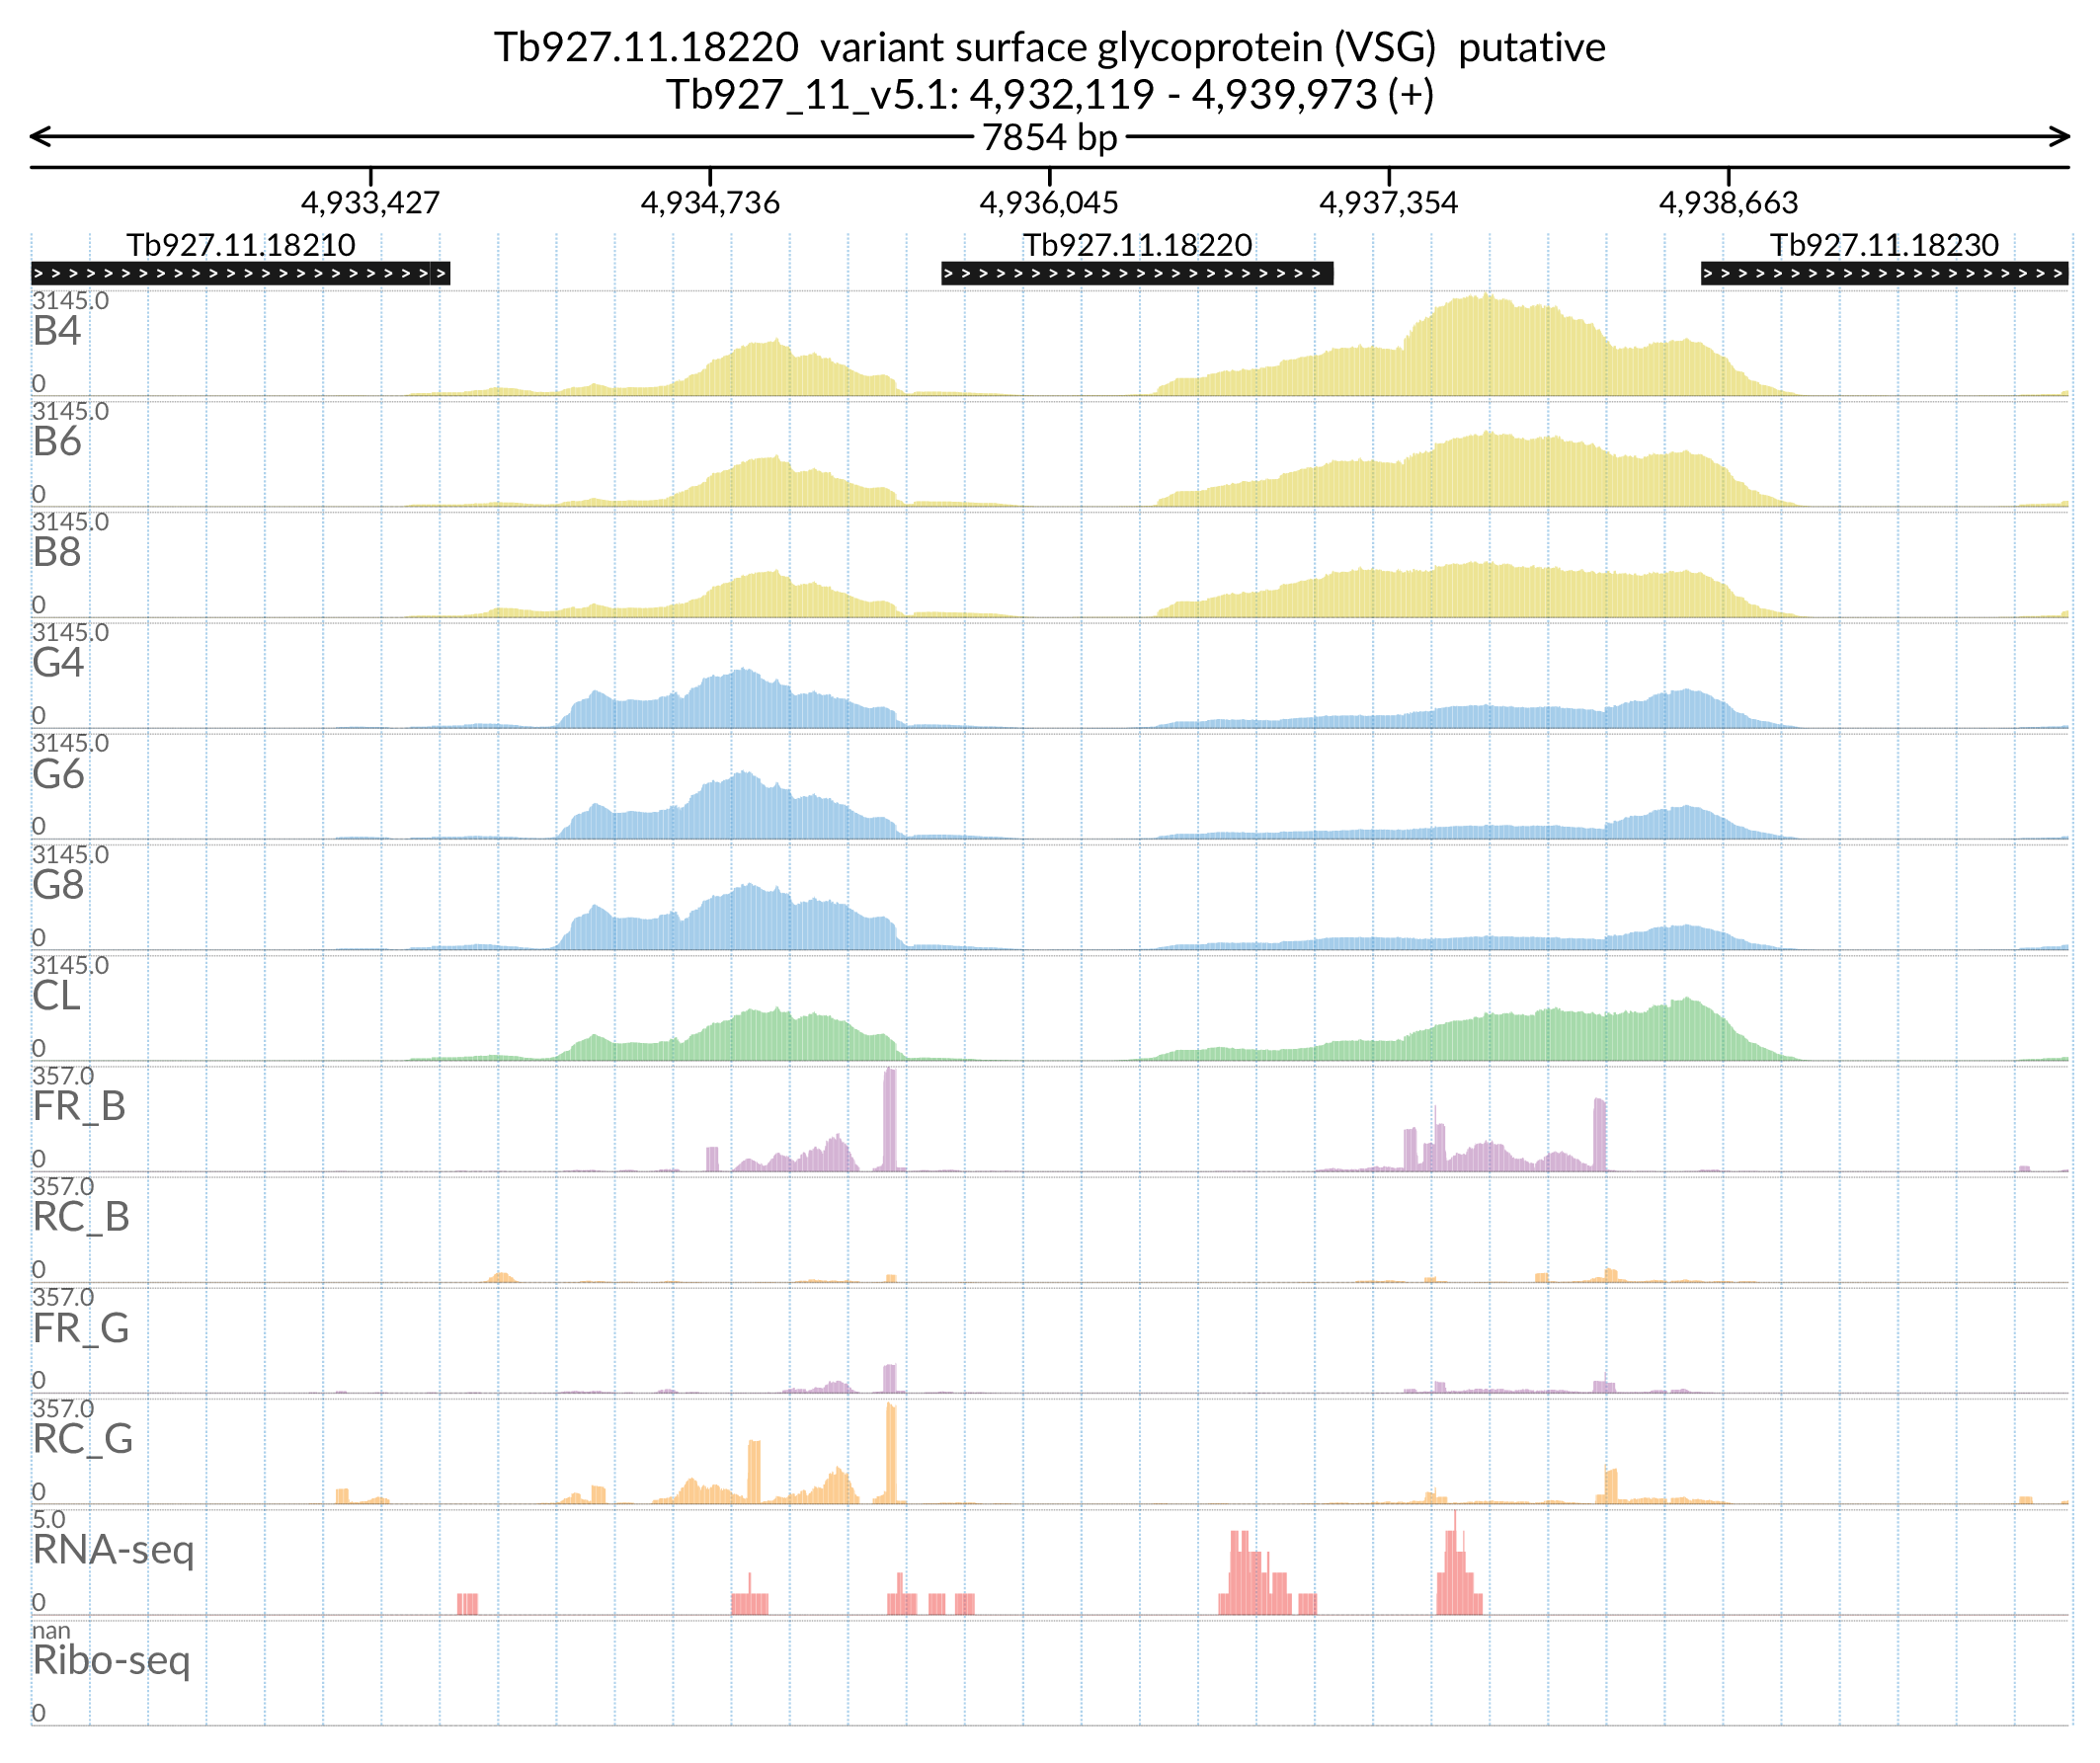 Tb927.11.18220 variant surface glycoprotein (VSG) putative
Tb927_11_v5.1: 4,932,119 - 4,939,973 (+)
7854 bp
4,933,427 4,934,736 4,936,045 4,937,354 4,938,663
Tb927.11.18210 Tb927.11.18220 Tb927.11.18230
3145.0
B4
0
3145.0
B6
0
3145.0
B8
0
3145.0
G4
0
3145.0
G6
0
3145.0
G8
0
3145.0
CL
0
357.0
FR_B
0
357.0
RC_B
0
357.0
FR_G
0
357.0
RC_G
0
5.0
RNA-seq
0
nan
Ribo-seq
0